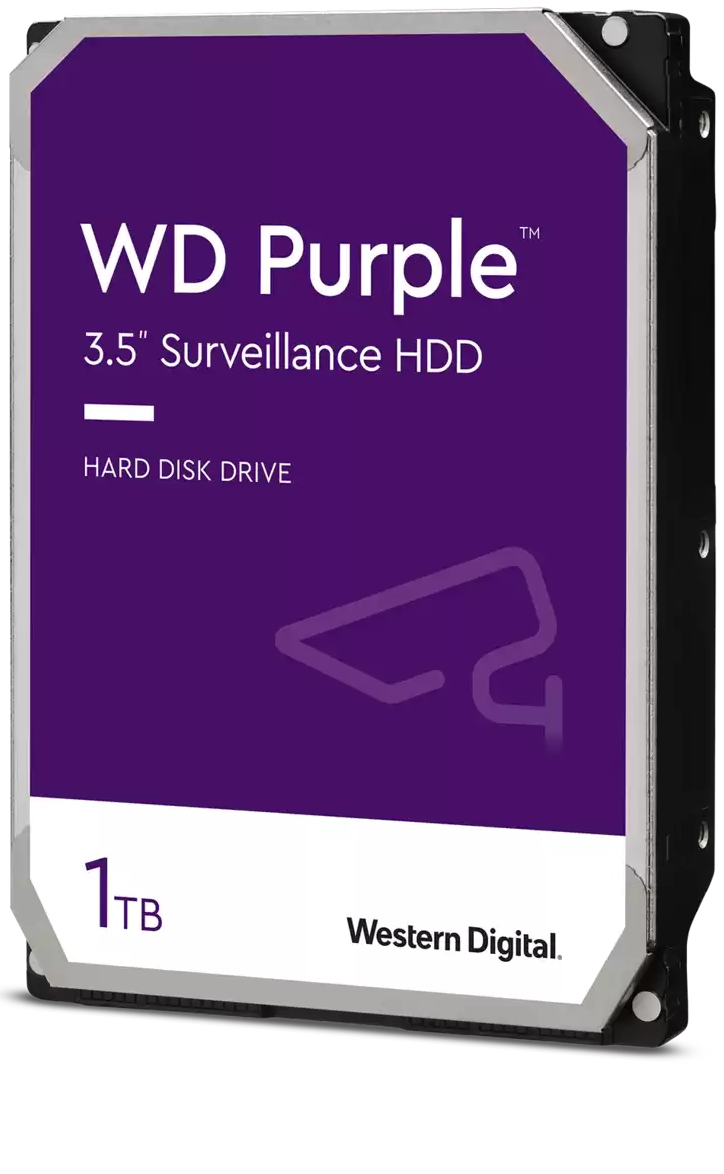 WD Purple™
3.5" Surveillance HDD
HARD DISK DRIVE
1TB
Western Digital.